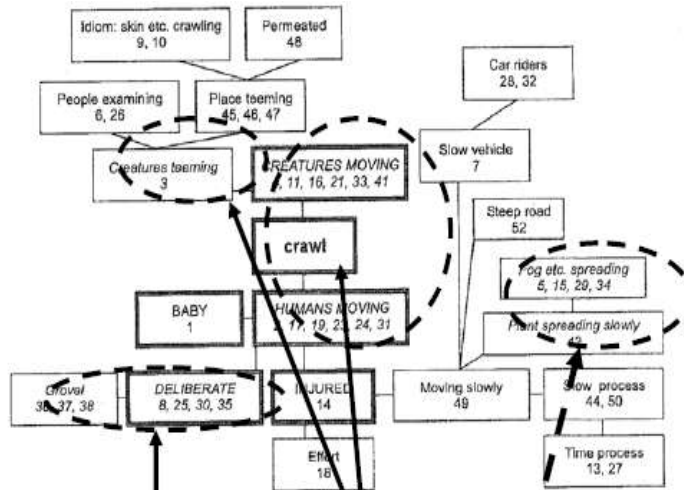 Idiom: skin etc. crawling
9, 10
Permeated
48
Car riders
28, 32
People examining
6, 26
Place teeming
45, 46, 47
Creatures teeming
3
CREATURES MOVING
11, 16, 21, 33, 41
Slow vehicle
7
Steep road
52
crawl
Fog etc. spreading
5, 15, 29, 34
BABY
1
HUMANS MOVING
17, 19, 23, 24, 31
Plant spreading slowly
Grovel
37, 38
DELIBERATE
8, 25, 30, 35
INJURED
14
Moving slowly
49
Slow process
44, 50
Effort
18
Time process
13, 27